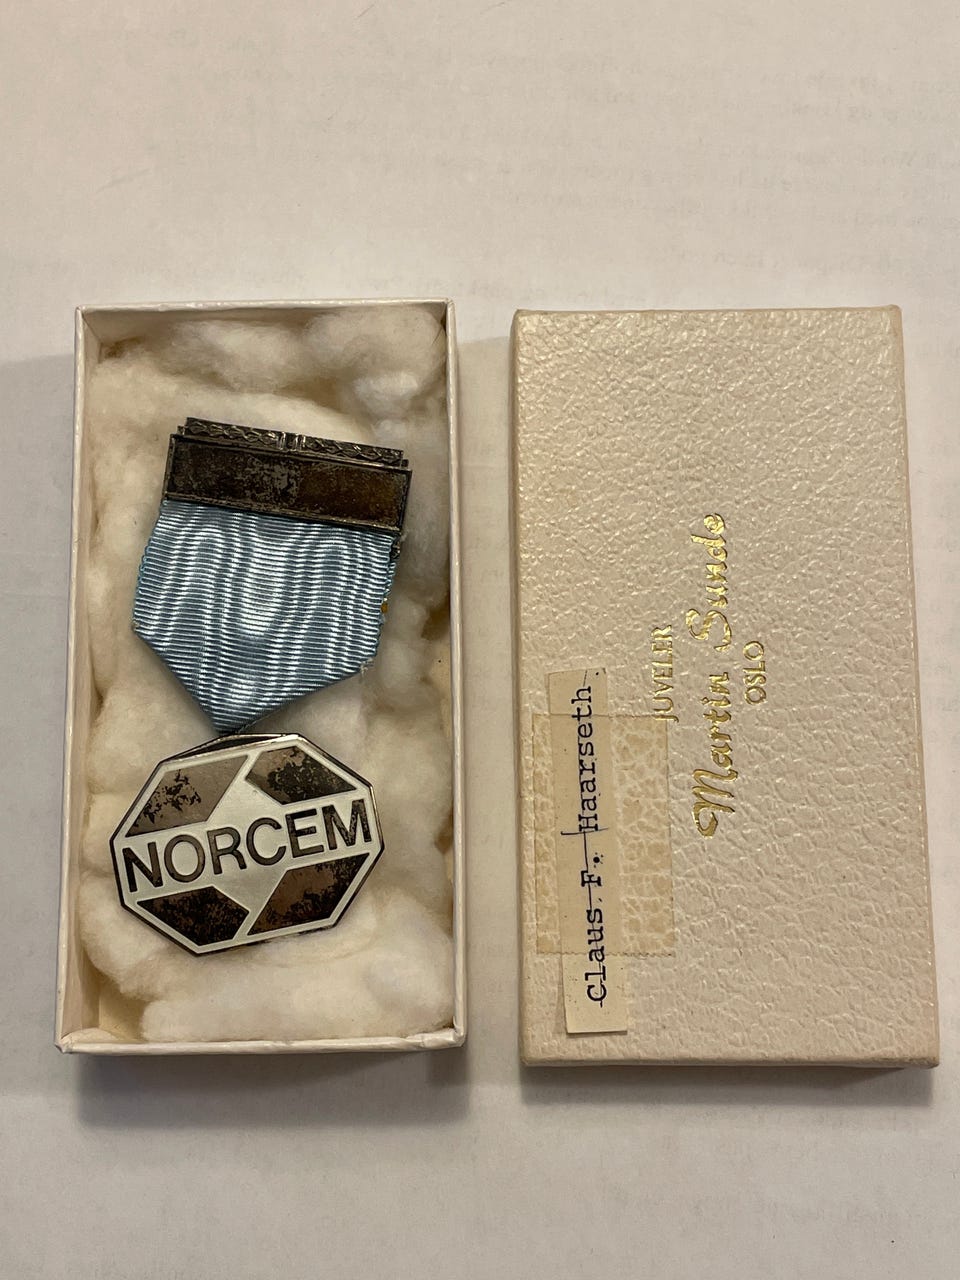 NORCEM
JUVELER
Martin Sunde
OSLO
Claus F. Haarseth